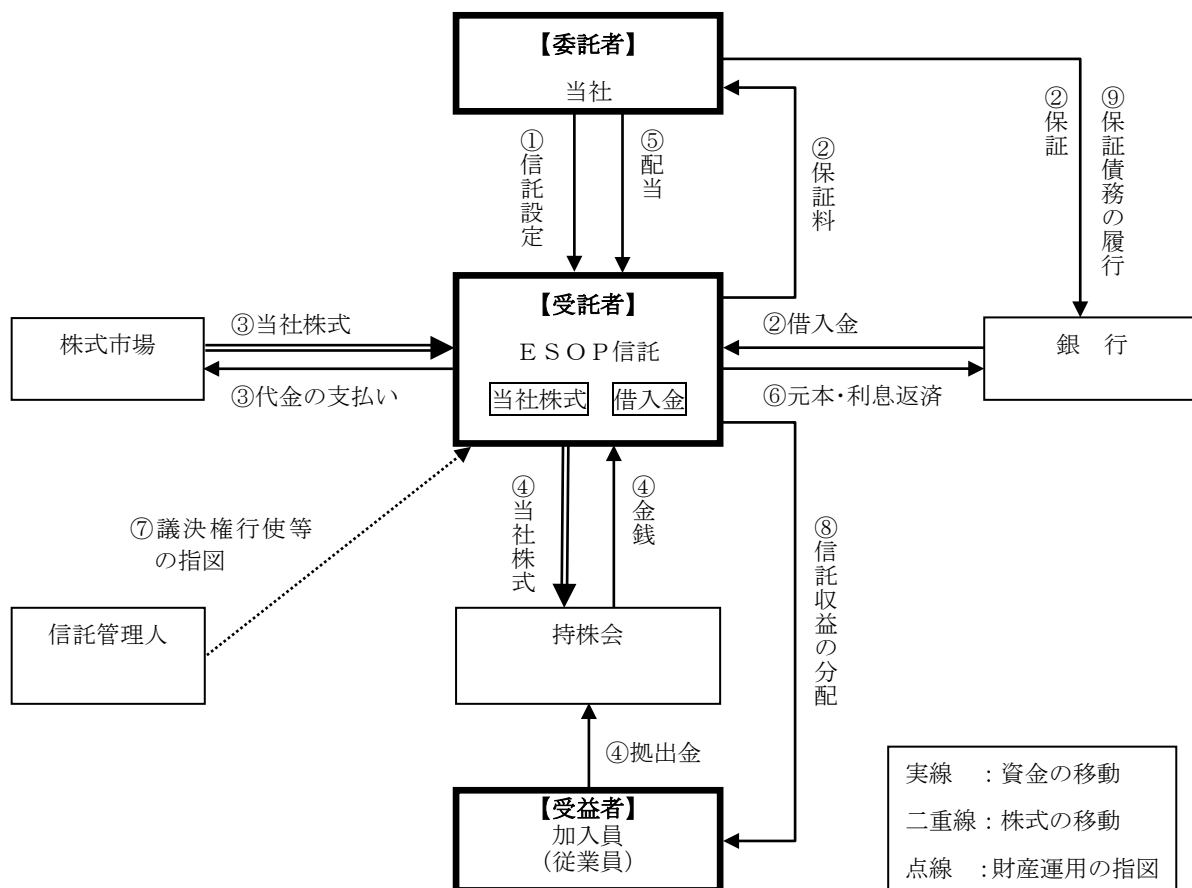 【委託者】
当社
①信託設定
⑤配当
②保証料
②保証
⑨保証債務の履行
株式市場
③当社株式
③代金の支払い
【受託者】
ESOP信託
当社株式
借入金
②借入金
⑥元本・利息返済
銀 行
⑦議決権行使等
の指図
信託管理人
④当社株式
④金銭
⑧信託収益の分配
持株会
④拠出金
【受益者】
加入員
(従業員)
実線 :資金の移動
二重線:株式の移動
点線 :財産運用の指図